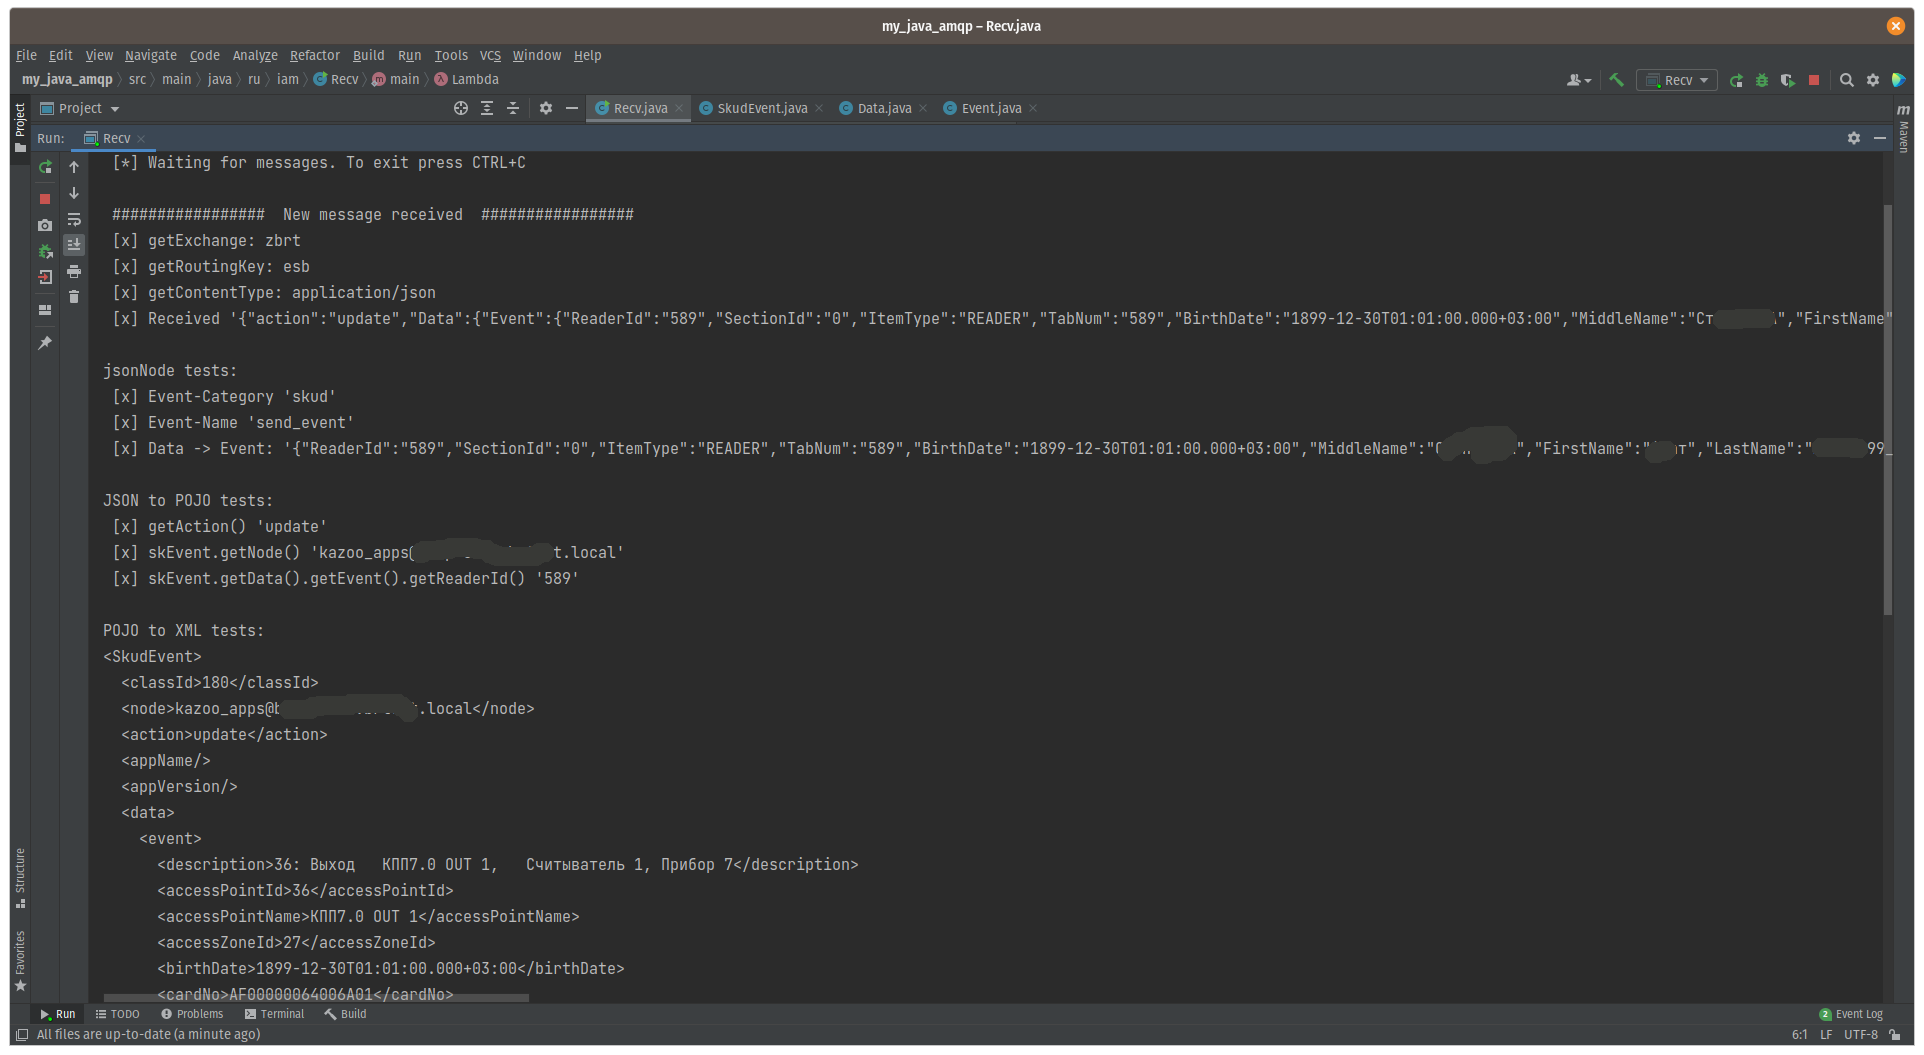 my_java_amqp – Recv.java
File Edit View Navigate Code Analyze Refactor Build Run Tools VCS Window Help
my_java_amqp src main java ru iam Recv main Lambda
Recv
Project
Recv.java SkudEvent.java Data.java Event.java
Project
Maven
Run: Recv
[*] Waiting for messages. To exit press CTRL+C
################# New message received #################
[x] getExchange: zbrt
[x] getRoutingKey: esb
[x] getContentType: application/json
[x] Received '{"action":"update","Data":{"Event":{"ReaderId":"589","SectionId":"0","ItemType":"READER","TabNum":"589","BirthDate":"1899-12-30T01:01:00.000+03:00","MiddleName":"Ст ","FirstName"
jsonNode tests:
[x] Event-Category 'skud'
[x] Event-Name 'send_event'
[x] Data -> Event: '{"ReaderId":"589","SectionId":"0","ItemType":"READER","TabNum":"589","BirthDate":"1899-12-30T01:01:00.000+03:00","MiddleName":" ","FirstName":" т","LastName":" 99_
JSON to POJO tests:
[x] getAction() 'update'
[x] skEvent.getNode() 'kazoo_apps@ t.local'
[x] skEvent.getData().getEvent().getReaderId() '589'
POJO to XML tests:
<SkudEvent>
<classId>180</classId>
<node>kazoo_apps@b .local</node>
<action>update</action>
<appName/>
<appVersion/>
<data>
<event>
<description>36: Выход КПП7.0 OUT 1, Считыватель 1, Прибор 7</description>
<accessPointId>36</accessPointId>
<accessPointName>КПП7.0 OUT 1</accessPointName>
<accessZoneId>27</accessZoneId>
<birthDate>1899-12-30T01:01:00.000+03:00</birthDate>
<cardNo>AF00000064006A01</cardNo>
Structure
Favorites
Run TODO Problems Terminal Build
2 Event Log
All files are up-to-date (a minute ago)
6:1 LF UTF-8